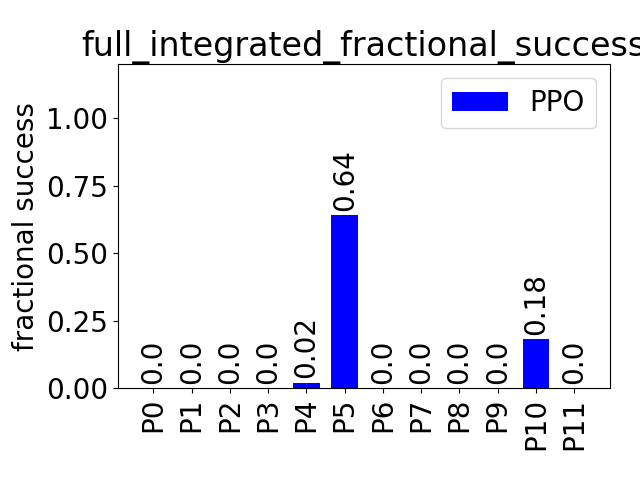 full_integrated_fractional_success
PPO
fractional success
1.00
0.75
0.50
0.25
0.00
0.0
0.0
0.0
0.0
0.02
0.64
0.0
0.0
0.0
0.0
0.18
0.0
P0
P1
P2
P3
P4
P5
P6
P7
P8
P9
P10
P11